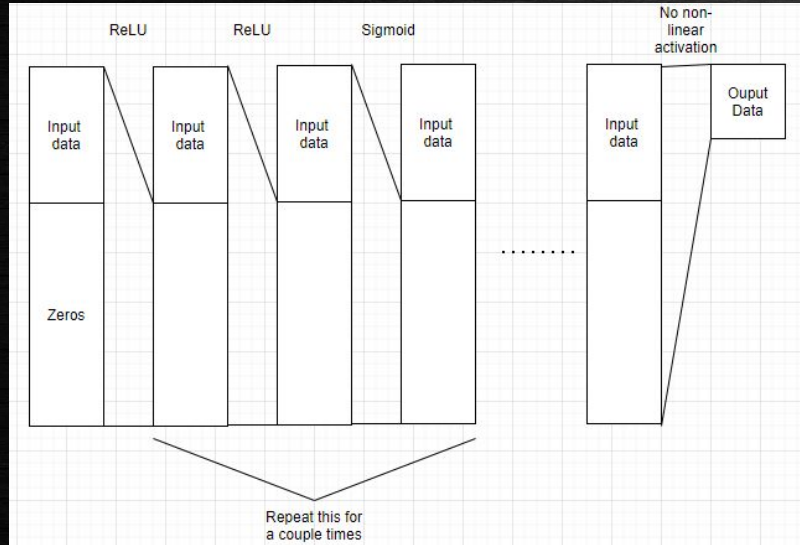 No non-
linear
activation
ReLU
ReLU
Sigmoid
Input
data
Input
data
Input
data
Input
data
Input
data
Ouput
Data
Zeros
. . . . . . . .
Repeat this for
a couple times